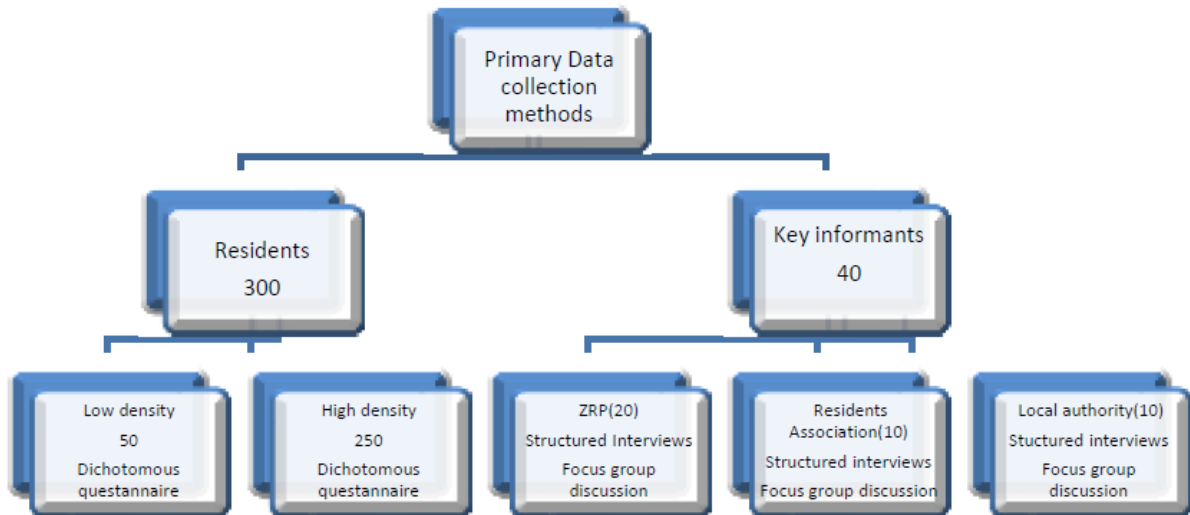 Primary Data
collection
methods
Residents
300
Key informants
40
Low density
50
Dichotomous
questannaire
High density
250
Dichotomous
questannaire
ZRP(20)
Structured Interviews
Focus group
discussion
Residents
Association(10)
Structured interviews
Focus group discussion
Local authority(10)
Stuctured interviews
Focus group
discussion